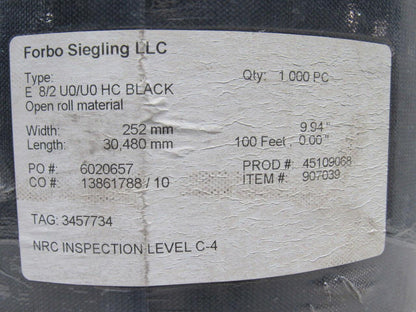 Forbo Siegling LLC
Type: Qty: 1 000 PC
E 8/2 U0/U0 HC BLACK
Open roll material
Width: 252 mm 9.94"
Length: 30,480 mm 100 Feet , 0.00"
PO #: 6020657 PROD #: 45109068
CO #: 13861788 / 10 ITEM #: 907039
TAG: 3457734
NRC INSPECTION LEVEL C-4